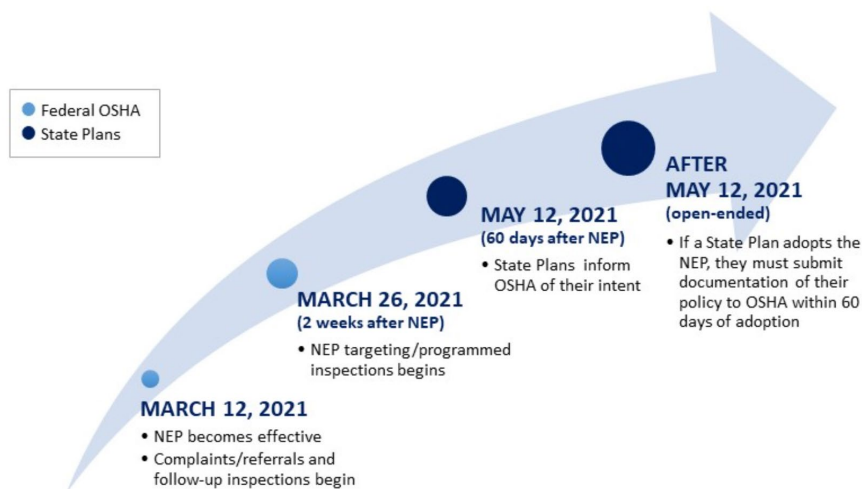 Federal OSHA
State Plans
AFTER
MAY 12, 2021
(open-ended)
• If a State Plan adopts the
NEP, they must submit
documentation of their
policy to OSHA within 60
days of adoption
MAY 12, 2021
(60 days after NEP)
• State Plans inform
OSHA of their intent
MARCH 26, 2021
(2 weeks after NEP)
• NEP targeting/programmed
inspections begins
MARCH 12, 2021
• NEP becomes effective
• Complaints/referrals and
follow-up inspections begin